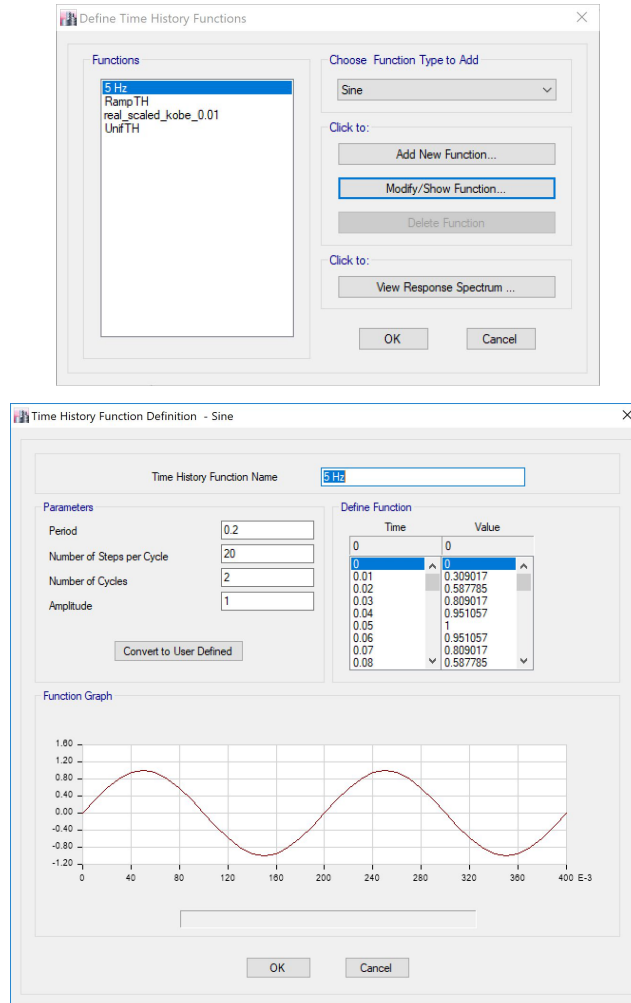 Define Time History Functions
Functions
5 Hz
RampTH
real_scaled_kobe_0.01
UnifTH
Choose Function Type to Add
Sine
Click to:
Add New Function...
Modify/Show Function...
Delete Function
Click to:
View Response Spectrum ...
OK Cancel
Time History Function Definition - Sine
Time History Function Name 5 Hz
Parameters
Period 0.2
Number of Steps per Cycle 20
Number of Cycles 2
Amplitude 1
Convert to User Defined
Define Function
Time Value
0 0
0 0
0.01 0.309017
0.02 0.587785
0.03 0.809017
0.04 0.951057
0.05 1
0.06 0.951057
0.07 0.809017
0.08 0.587785
Function Graph
1.60
1.20
0.80
0.40
0.00
-0.40
-0.80
-1.20
0 40 80 120 160 200 240 280 320 360 400 E-3
OK Cancel